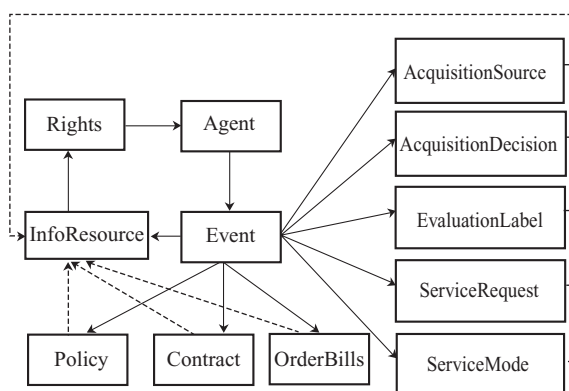 AcquisitionSource
Rights
Agent
AcquisitionDecision
EvaluationLabel
InfoResource
Event
ServiceRequest
Policy
Contract
OrderBills
ServiceMode